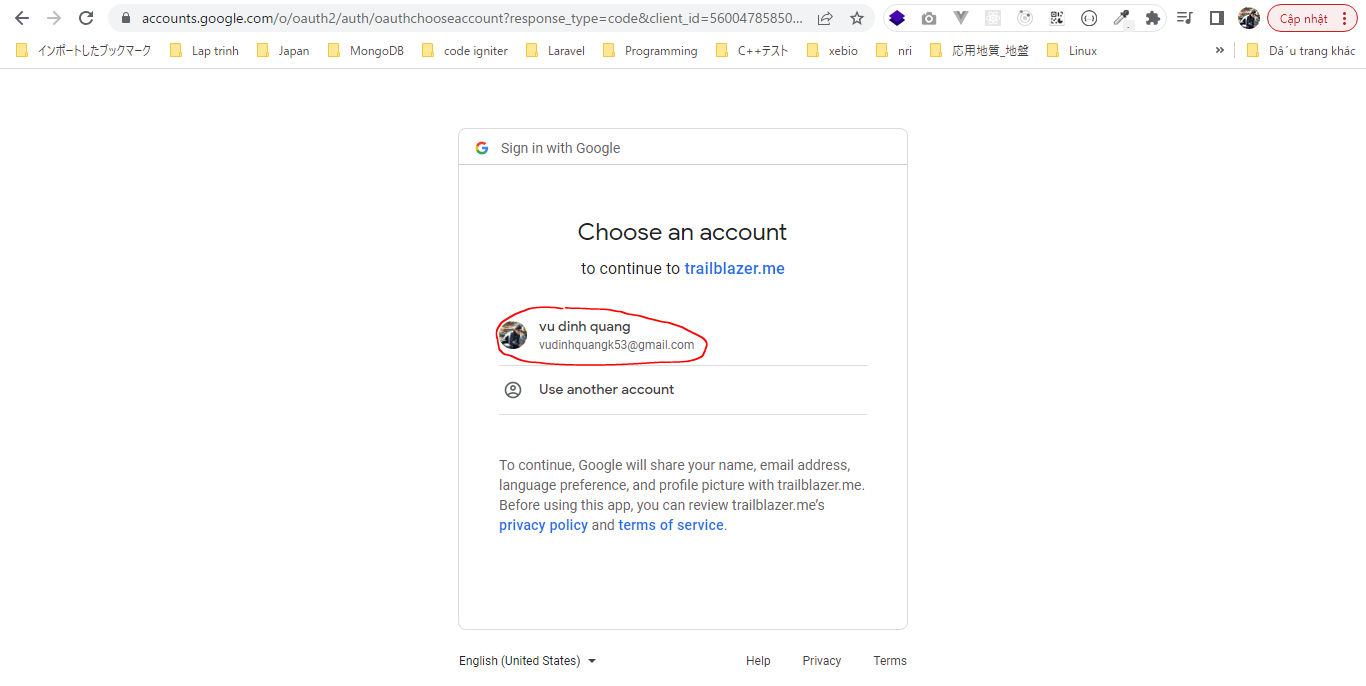 accounts.google.com/o/oauth2/auth/oauthchooseaccount?response_type=code&client_id=56004785850...
Cập nhật
インポートしたブックマーク Lap trinh Japan MongoDB code igniter Laravel Programming C++テスト xebio nri 応用地質_地盤 Linux » Dấu trang khác
Sign in with Google
Choose an account
to continue to trailblazer.me
vu dinh quang
vudinhquangk53@gmail.com
Use another account
To continue, Google will share your name, email address,
language preference, and profile picture with trailblazer.me.
Before using this app, you can review trailblazer.me’s
privacy policy and terms of service.
English (United States) Help Privacy Terms